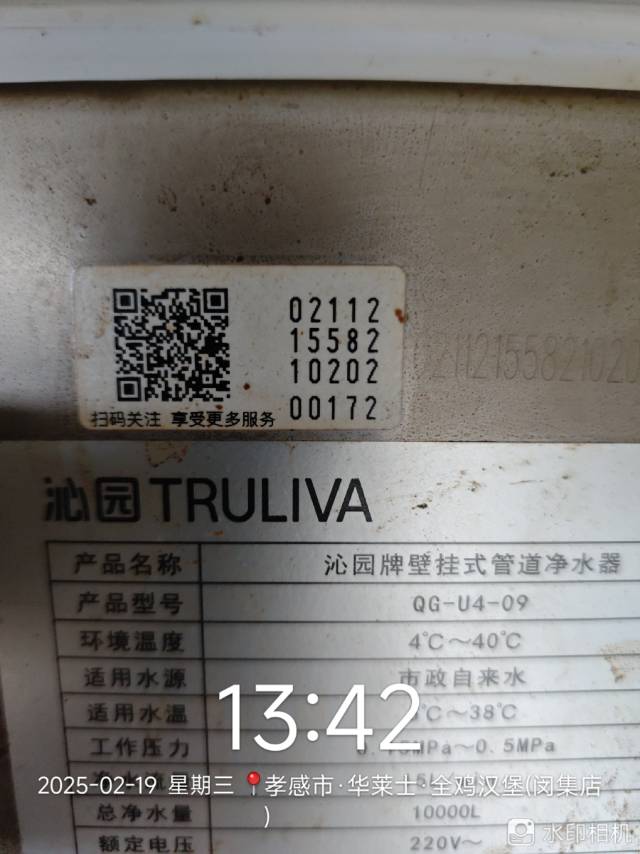 02112
15582
10202
00172
扫码关注 享受更多服务
沁园 TRULIVA
产品名称 沁园牌壁挂式管道净水器
产品型号 QG-U4-09
环境温度 4℃～40℃
适用水源 市政自来水
适用水温 ℃～38℃
工作压力 MPa～0.5MPa
总净水量 10000L
额定电压 220V～
13:42
2025-02-19 星期三 孝感市·华莱士·全鸡汉堡(闵集店
)
水印相机